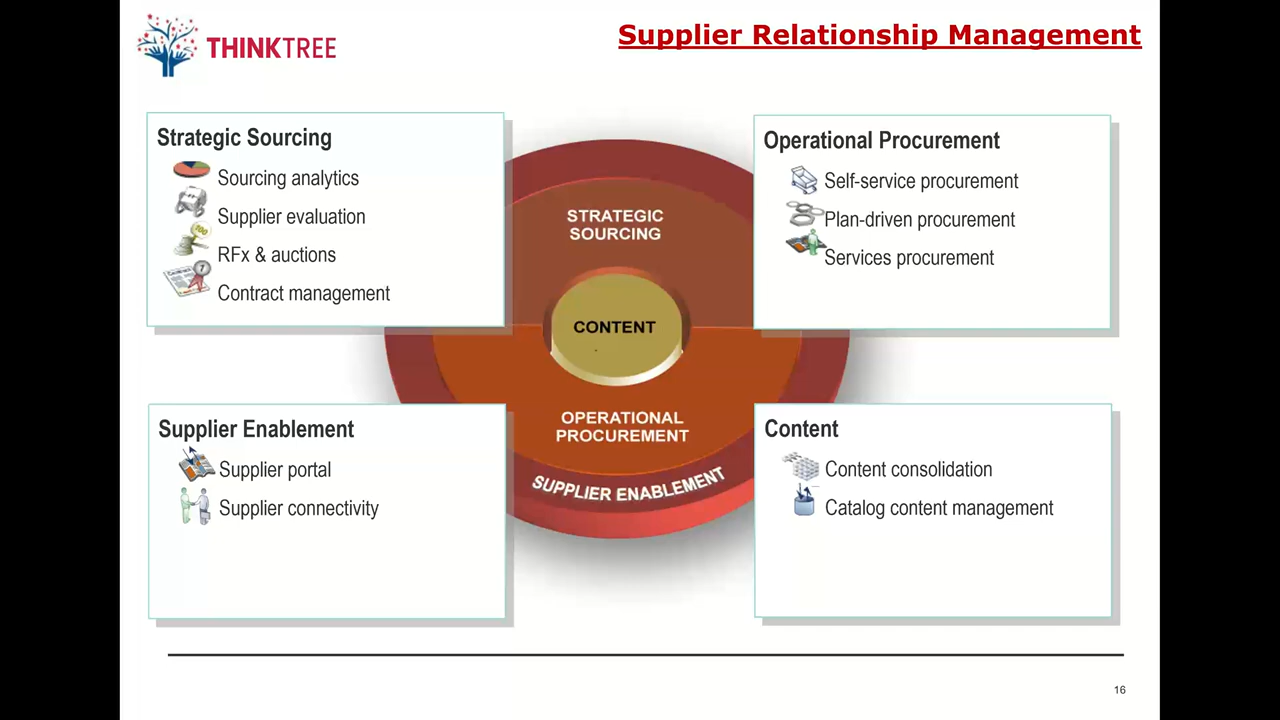 THINKTREE
Supplier Relationship Management
Strategic Sourcing
Sourcing analytics
Supplier evaluation
RFx & auctions
Contract management
Operational Procurement
Self-service procurement
Plan-driven procurement
Services procurement
STRATEGIC
SOURCING
CONTENT
OPERATIONAL
PROCUREMENT
SUPPLIER ENABLEMENT
Supplier Enablement
Supplier portal
Supplier connectivity
Content
Content consolidation
Catalog content management
16